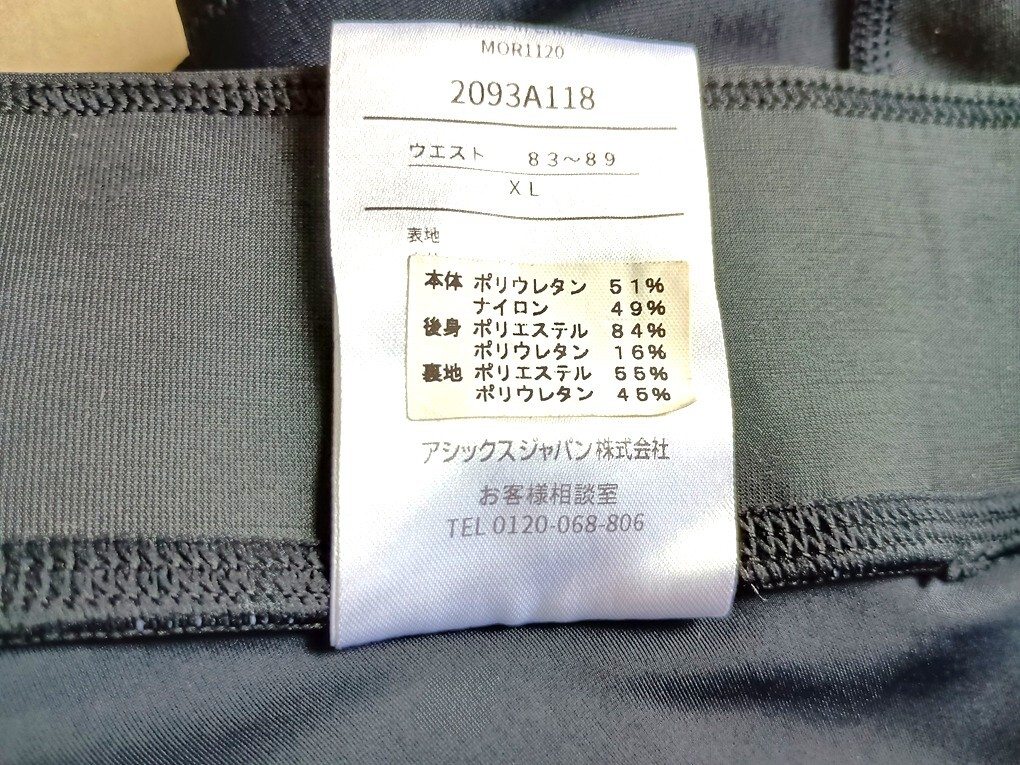 MOR1120
2093A118
ウエスト 83〜89
XL
表地
本体 ポリウレタン 51%
ナイロン 49%
後身 ポリエステル 84%
ポリウレタン 16%
裏地 ポリエステル 55%
ポリウレタン 45%
アシックスジャパン株式会社
お客様相談室
TEL 0120-068-806